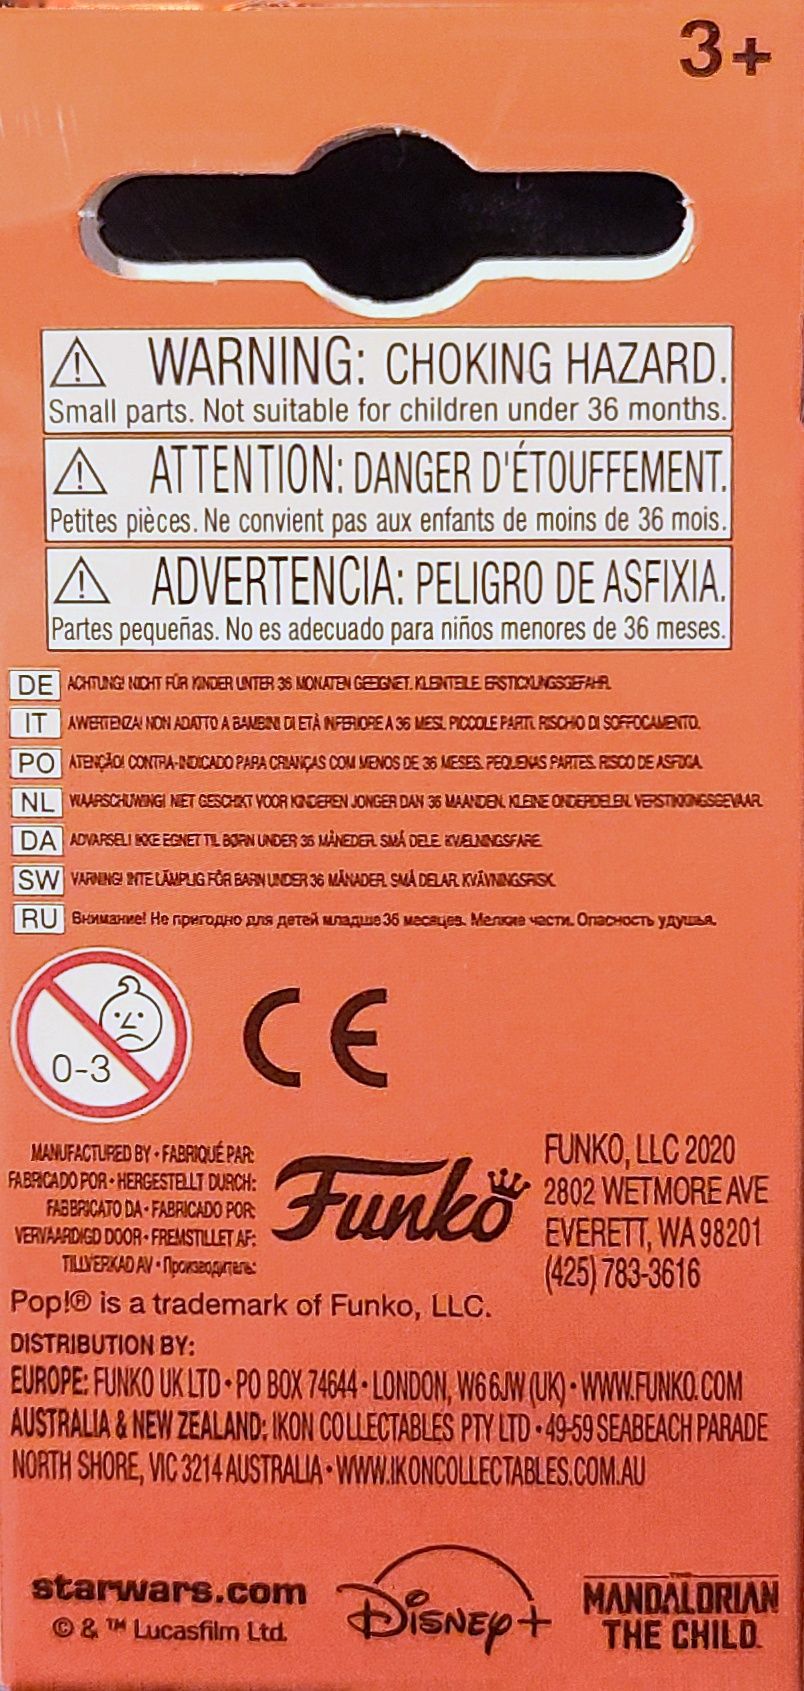 3+
WARNING: CHOKING HAZARD.
Small parts. Not suitable for children under 36 months.
ATTENTION: DANGER D'ÉTOUFFEMENT.
Petites pièces. Ne convient pas aux enfants de moins de 36 mois.
ADVERTENCIA: PELIGRO DE ASFIXIA.
Partes pequeñas. No es adecuado para niños menores de 36 meses.
DE ACHTUNG! NICHT FÜR KINDER UNTER 36 MONATEN GEEIGNET. KLEINTEILE. ERSTICKUNGSGEFAHR.
IT AWERTENZA! NON ADATTO A BAMBINI DI ETÀ INFERIORE A 36 MESI. PICCOLE PARTI. RISCHIO DI SOFFOCAMENTO.
PO ATENÇÃO! CONTRA-INDICADO PARA CRIANÇAS COM MENOS DE 36 MESES. PEQUENAS PARTES. RISCO DE ASFIXIA.
NL WAARSCHUWING! NIET GESCHIKT VOOR KINDEREN JONGER DAN 36 MAANDEN. KLEINE ONDERDELEN. VERSTIKKINGSGEVAAR.
DA ADVARSEL! IKKE EGNET TIL BØRN UNDER 36 MÅNEDER. SMÅ DELE. KVÆLNINGSFARE.
SW VARNING! INTE LÄMPLIG FÖR BARN UNDER 36 MÅNADER. SMÅ DELAR. KVÄVNINGSRISK.
RU Внимание! Не пригодно для детей младше 36 месяцев. Мелкие части. Опасность удушья.
0-3
CE
MANUFACTURED BY • FABRIQUÉ PAR:
FABRICADO POR • HERGESTELLT DURCH:
FABBRICATO DA • FABRICADO POR:
VERVAARDIGD DOOR • FREMSTILLET AF:
TILLVERKAD AV • Производитель:
Funko
FUNKO, LLC 2020
2802 WETMORE AVE
EVERETT, WA 98201
(425) 783-3616
Pop!® is a trademark of Funko, LLC.
DISTRIBUTION BY:
EUROPE: FUNKO UK LTD • PO BOX 74644 • LONDON, W6 6JW (UK) • WWW.FUNKO.COM
AUSTRALIA & NEW ZEALAND: IKON COLLECTABLES PTY LTD • 49-59 SEABEACH PARADE
NORTH SHORE, VIC 3214 AUSTRALIA • WWW.IKONCOLLECTABLES.COM.AU
starwars.com
© & ™ Lucasfilm Ltd.
Disney+
THE
MANDALORIAN
THE CHILD